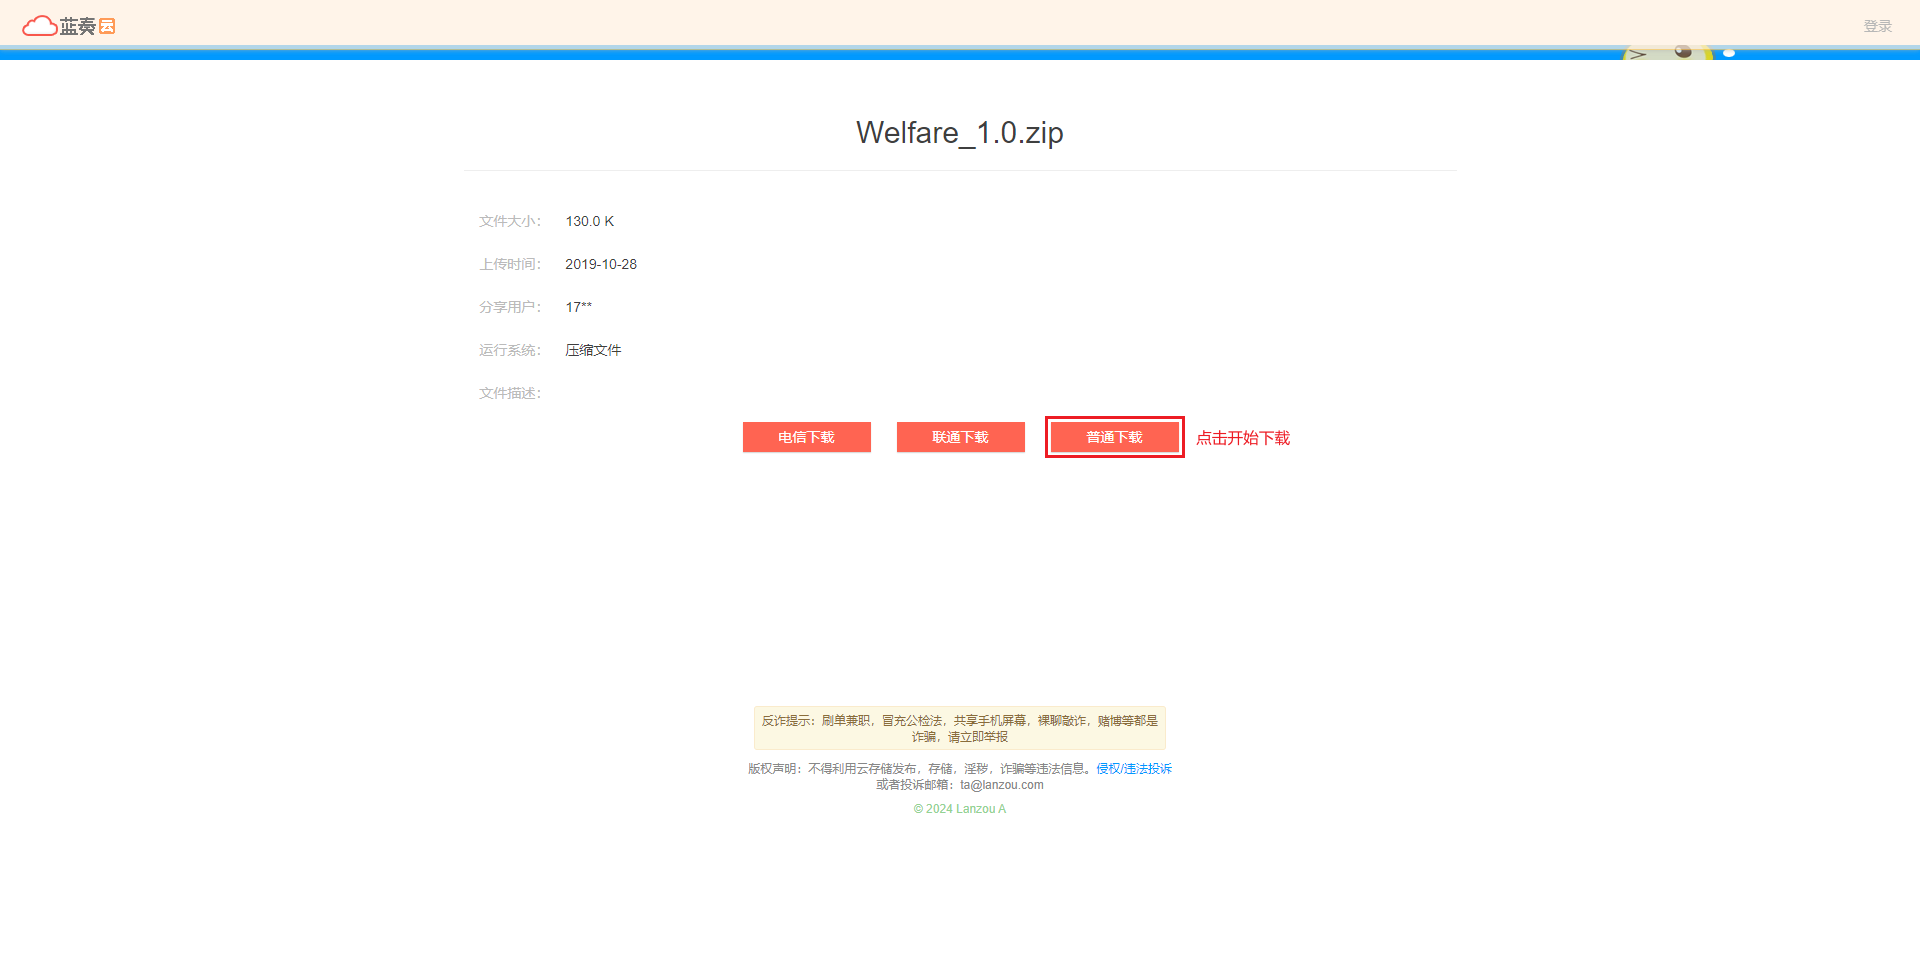 蓝奏云
登录
Welfare_1.0.zip
文件大小： 130.0 K
上传时间： 2019-10-28
分享用户： 17**
运行系统： 压缩文件
文件描述：
电信下载 联通下载 普通下载 点击开始下载
反诈提示：刷单兼职，冒充公检法，共享手机屏幕，裸聊敲诈，赌博等都是
诈骗，请立即举报
版权声明：不得利用云存储发布，存储，淫秽，诈骗等违法信息。侵权/违法投诉
或者投诉邮箱：ta@lanzou.com
© 2024 Lanzou A